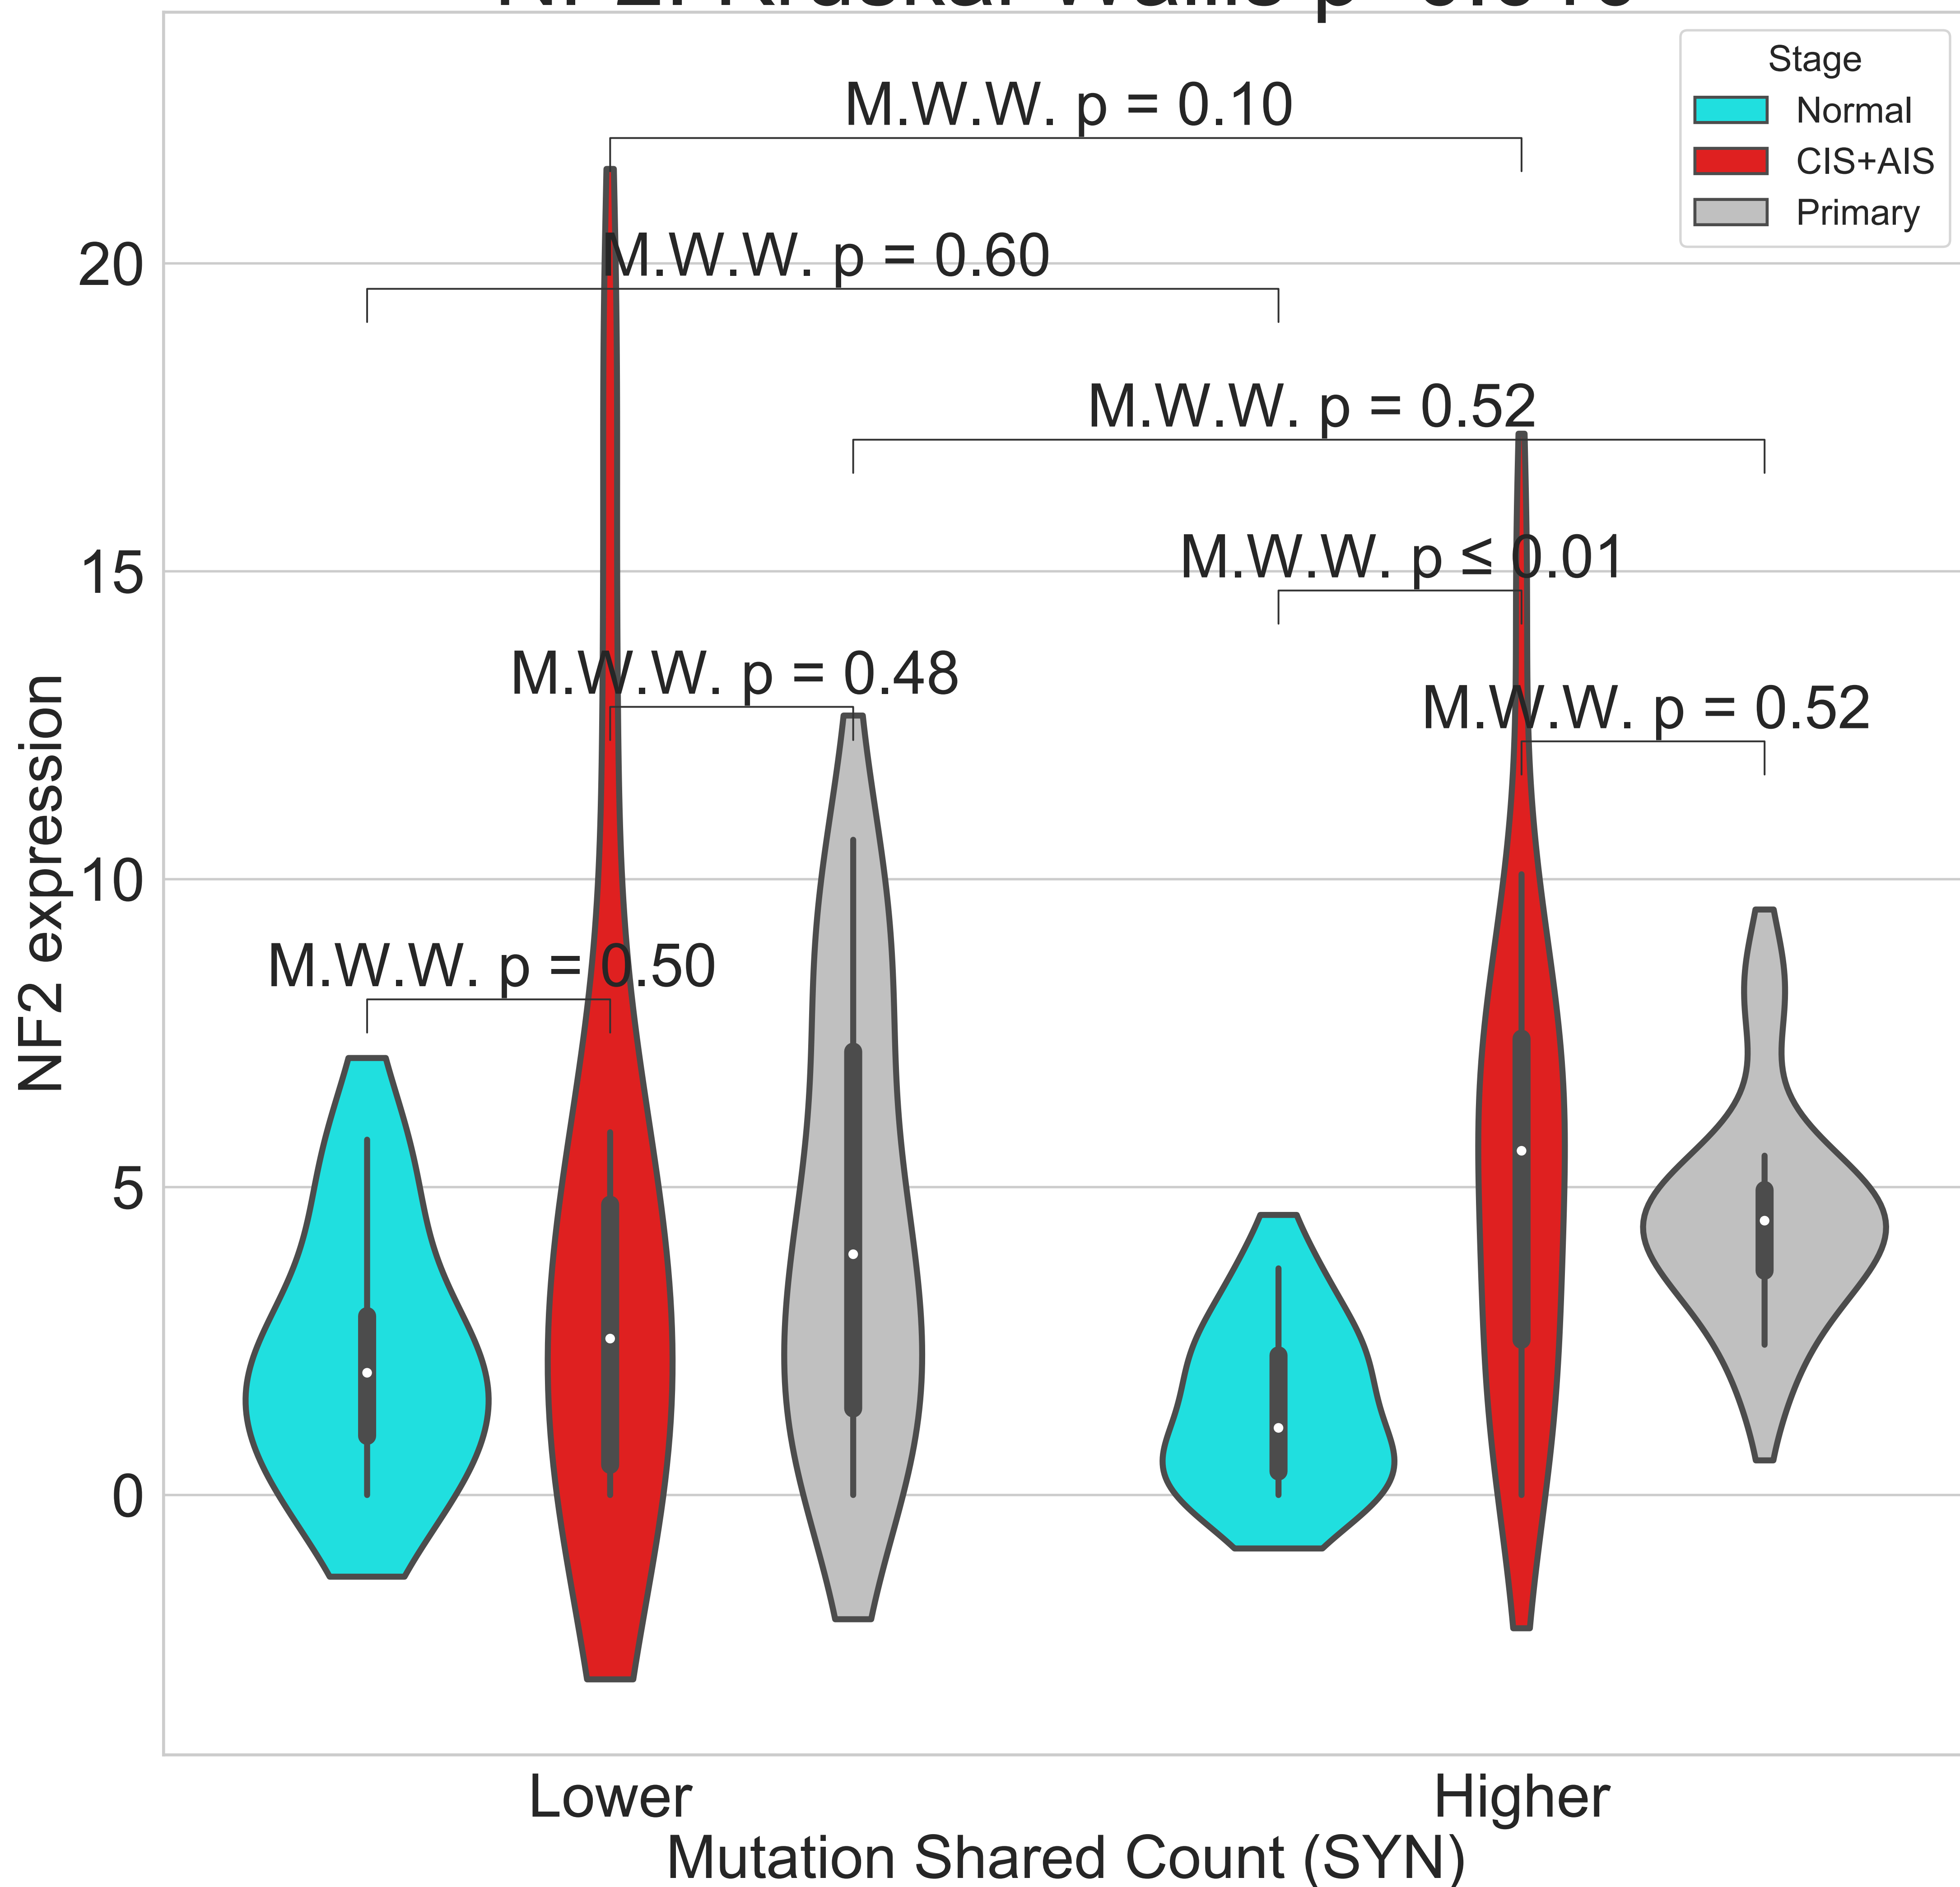 Stage
Normal
CIS+AIS
Primary
M.W.W. p = 0.10
M.W.W. p = 0.60
M.W.W. p = 0.52
M.W.W. p ≤ 0.01
M.W.W. p = 0.48
M.W.W. p = 0.52
M.W.W. p = 0.50
NF2 expression
20
15
10
5
0
Lower
Higher
Mutation Shared Count (SYN)